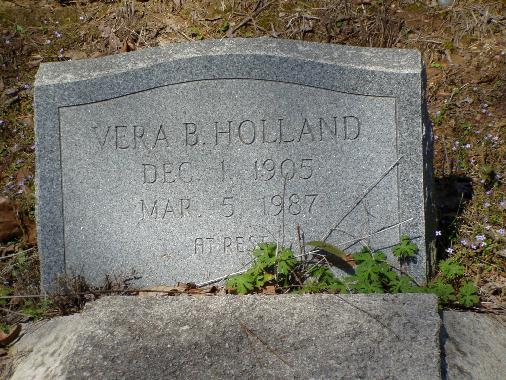 VERA B. HOLLAND
DEC. 1, 1905
MAR. 5, 1987
AT REST